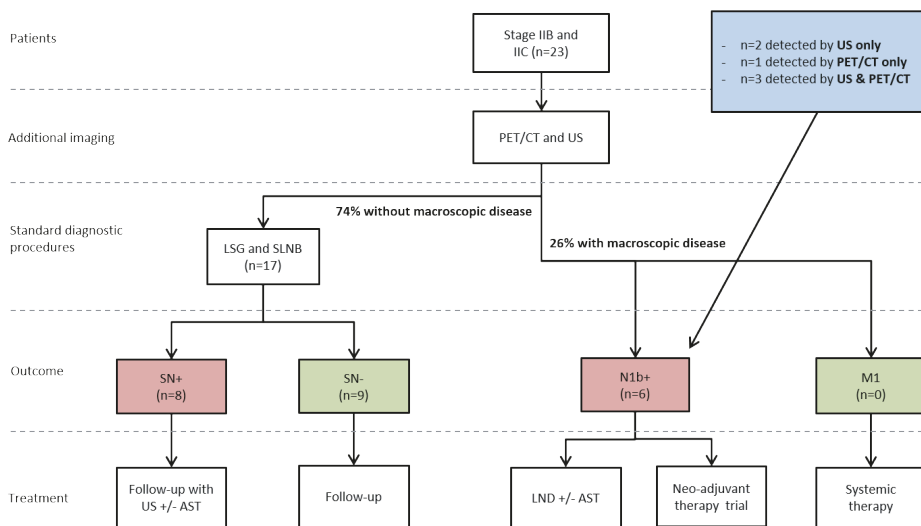 Patients
Stage IIB and
IIC (n=23)
- n=2 detected by US only
- n=1 detected by PET/CT only
- n=3 detected by US & PET/CT
Additional imaging
PET/CT and US
74% without macroscopic disease
26% with macroscopic disease
Standard diagnostic
procedures
LSG and SLNB
(n=17)
Outcome
SN+
(n=8)
SN-
(n=9)
N1b+
(n=6)
M1
(n=0)
Treatment
Follow-up with
US +/- AST
Follow-up
LND +/- AST
Neo-adjuvant
therapy trial
Systemic
therapy